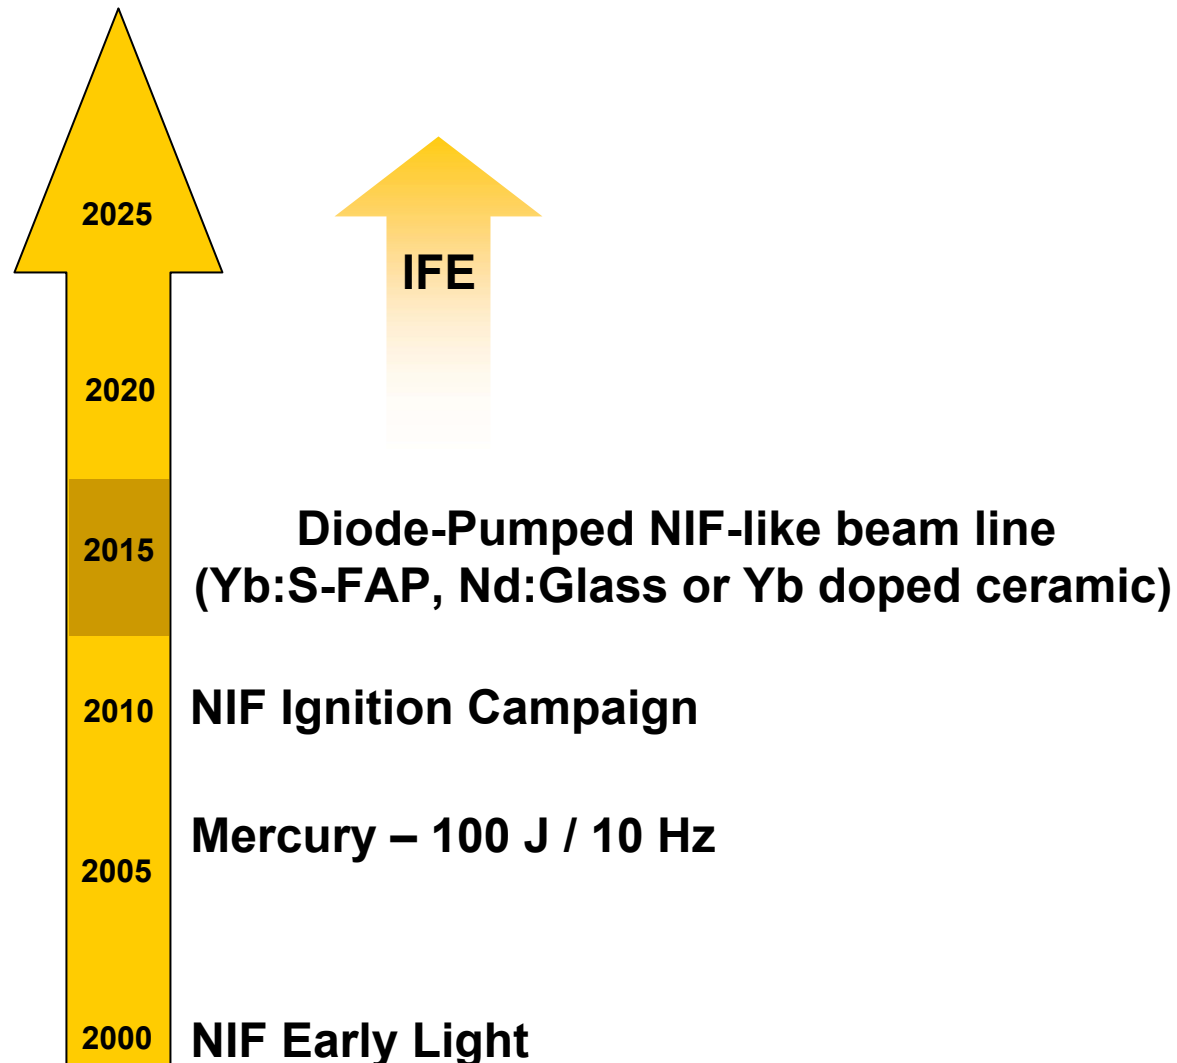 2025
IFE
2020
Diode-Pumped NIF-like beam line
2015
(Yb:S-FAP, Nd:Glass or Yb doped ceramic)
2010 NIF Ignition Campaign
Mercury – 100 J / 10 Hz
2005
2000 NIF Early Light